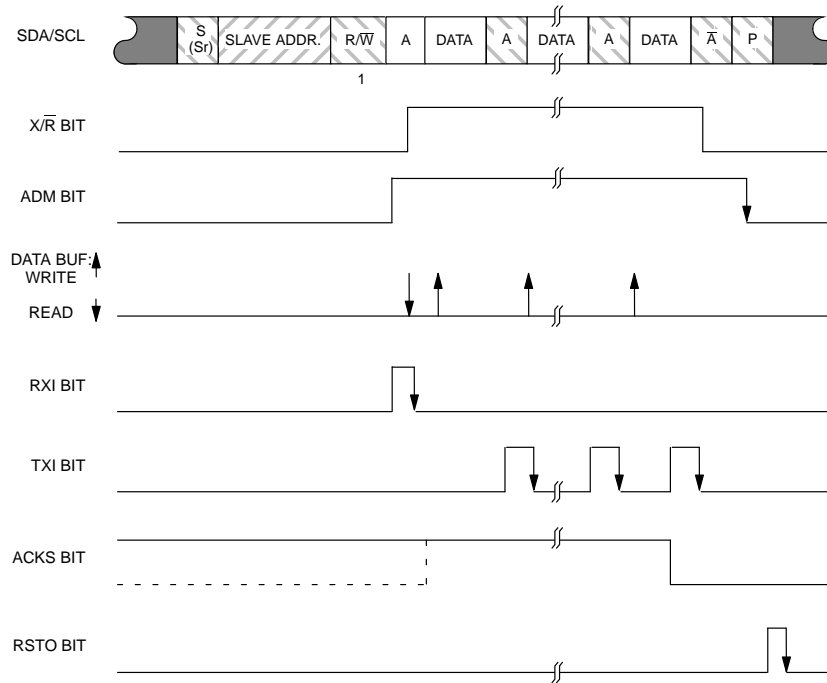 SDA/SCL
S
(Sr)
SLAVE ADDR.
R/W̅
A
DATA
A
DATA
A
DATA
A̅
P
1
X/R̅ BIT
ADM BIT
DATA BUF:
WRITE
READ
RXI BIT
TXI BIT
ACKS BIT
RSTO BIT